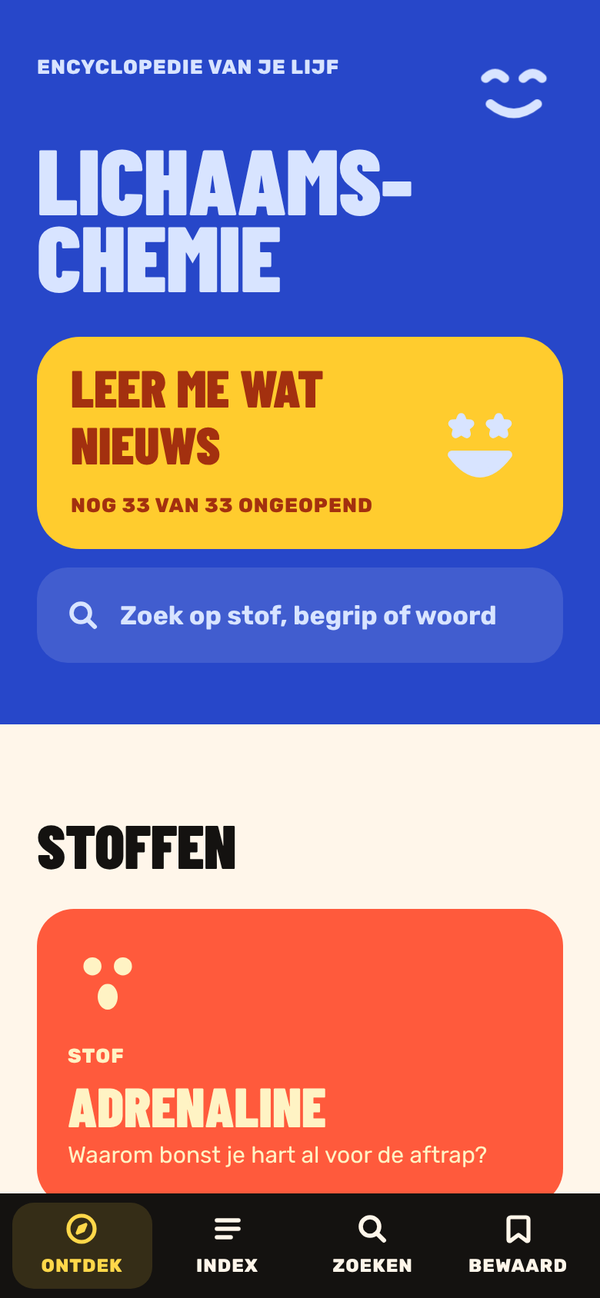 ENCYCLOPEDIE VAN JE LIJF
LICHAAMS-
CHEMIE
LEER ME WAT
NIEUWS
NOG 33 VAN 33 ONGEOPEND
Zoek op stof, begrip of woord
STOFFEN
STOF
ADRENALINE
Waarom bonst je hart al voor de aftrap?
ONTDEK
INDEX
ZOEKEN
BEWAARD